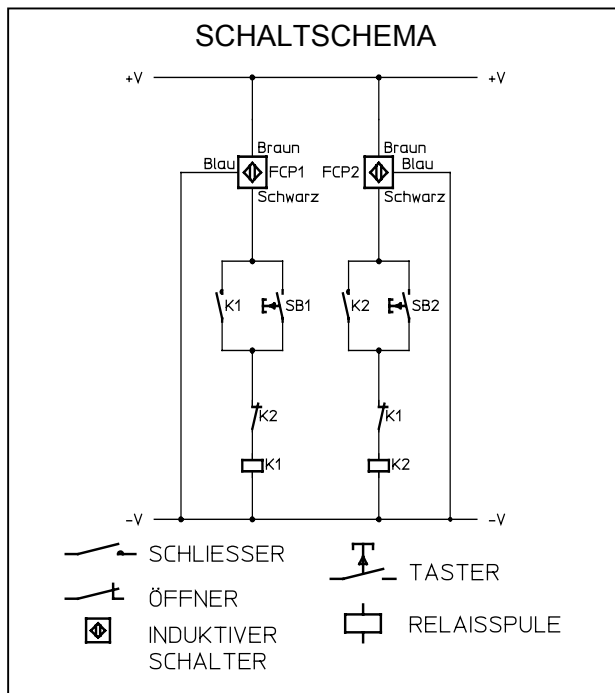 SCHALTSCHEMA
+V +V
Braun Braun
Blau FCP1 FCP2 Blau
Schwarz Schwarz
K1 SB1 K2 SB2
K2 K1
K1 K2
-V -V
SCHLIESSER
TASTER
ÖFFNER
INDUKTIVER
SCHALTER
RELAISSPULE